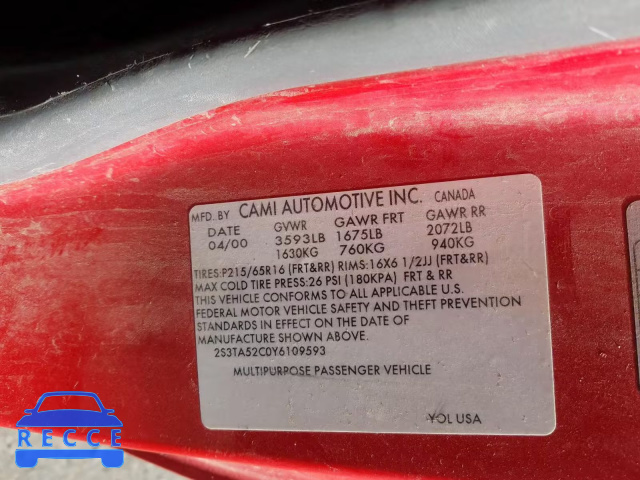 MFD. BY CAMI AUTOMOTIVE INC. CANADA
DATE GVWR GAWR FRT GAWR RR
04/00 3593LB 1675LB 2072LB
1630KG 760KG 940KG
TIRES:P215/65R16 (FRT&RR) RIMS:16X6 1/2JJ (FRT&RR)
MAX COLD TIRE PRESS:26 PSI (180KPA) FRT & RR
THIS VEHICLE CONFORMS TO ALL APPLICABLE U.S.
FEDERAL MOTOR VEHICLE SAFETY AND THEFT PREVENTION
STANDARDS IN EFFECT ON THE DATE OF
MANUFACTURE SHOWN ABOVE.
2S3TA52C0Y6109593
MULTIPURPOSE PASSENGER VEHICLE
YOL USA
RECCE